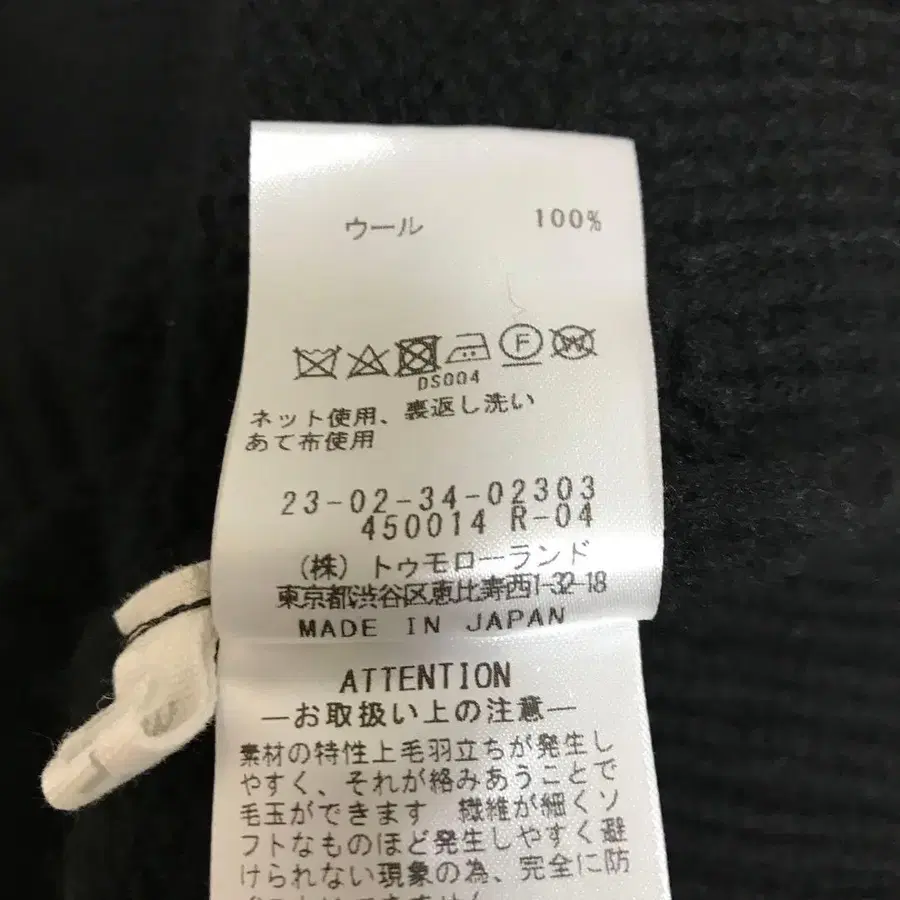 ウール 100%
F W
DS004
ネット使用、裏返し洗い
あて布使用
23-02-34-02303
450014 R-04
(株) トゥモローランド
東京都渋谷区恵比寿西1-32-18
MADE IN JAPAN
ATTENTION
―お取扱い上の注意―
素材の特性上毛羽立ちが発生し
やすく、それが絡みあうことで
毛玉ができます 繊維が細くソ
フトなものほど発生しやすく避
けられない現象の為、完全に防